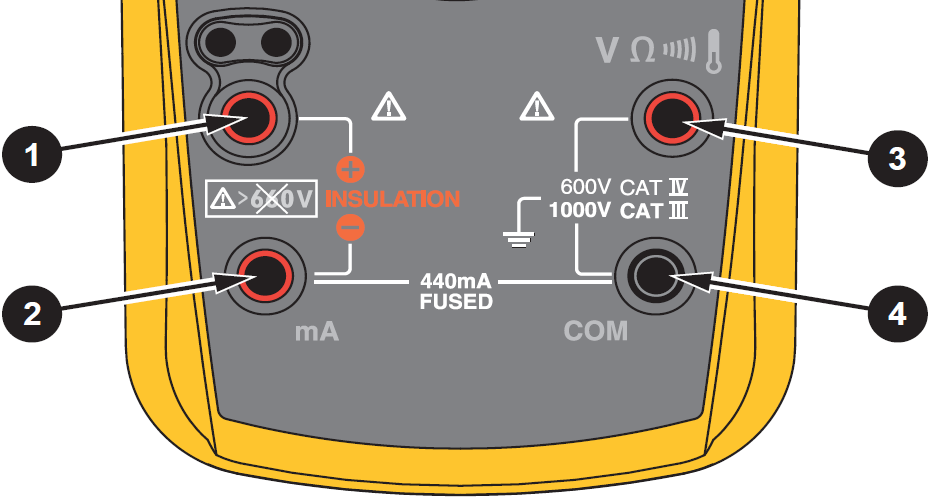 V Ω
1
3
>660V
+
INSULATION
−
600V CAT IV
1000V CAT III
2
440mA
FUSED
4
mA
COM